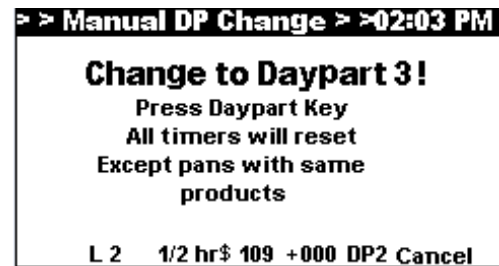 > > Manual DP Change > >02:03 PM
Change to Daypart 3!
Press Daypart Key
All timers will reset
Except pans with same
products
L 2 1/2 hr$ 109 +000 DP2 Cancel